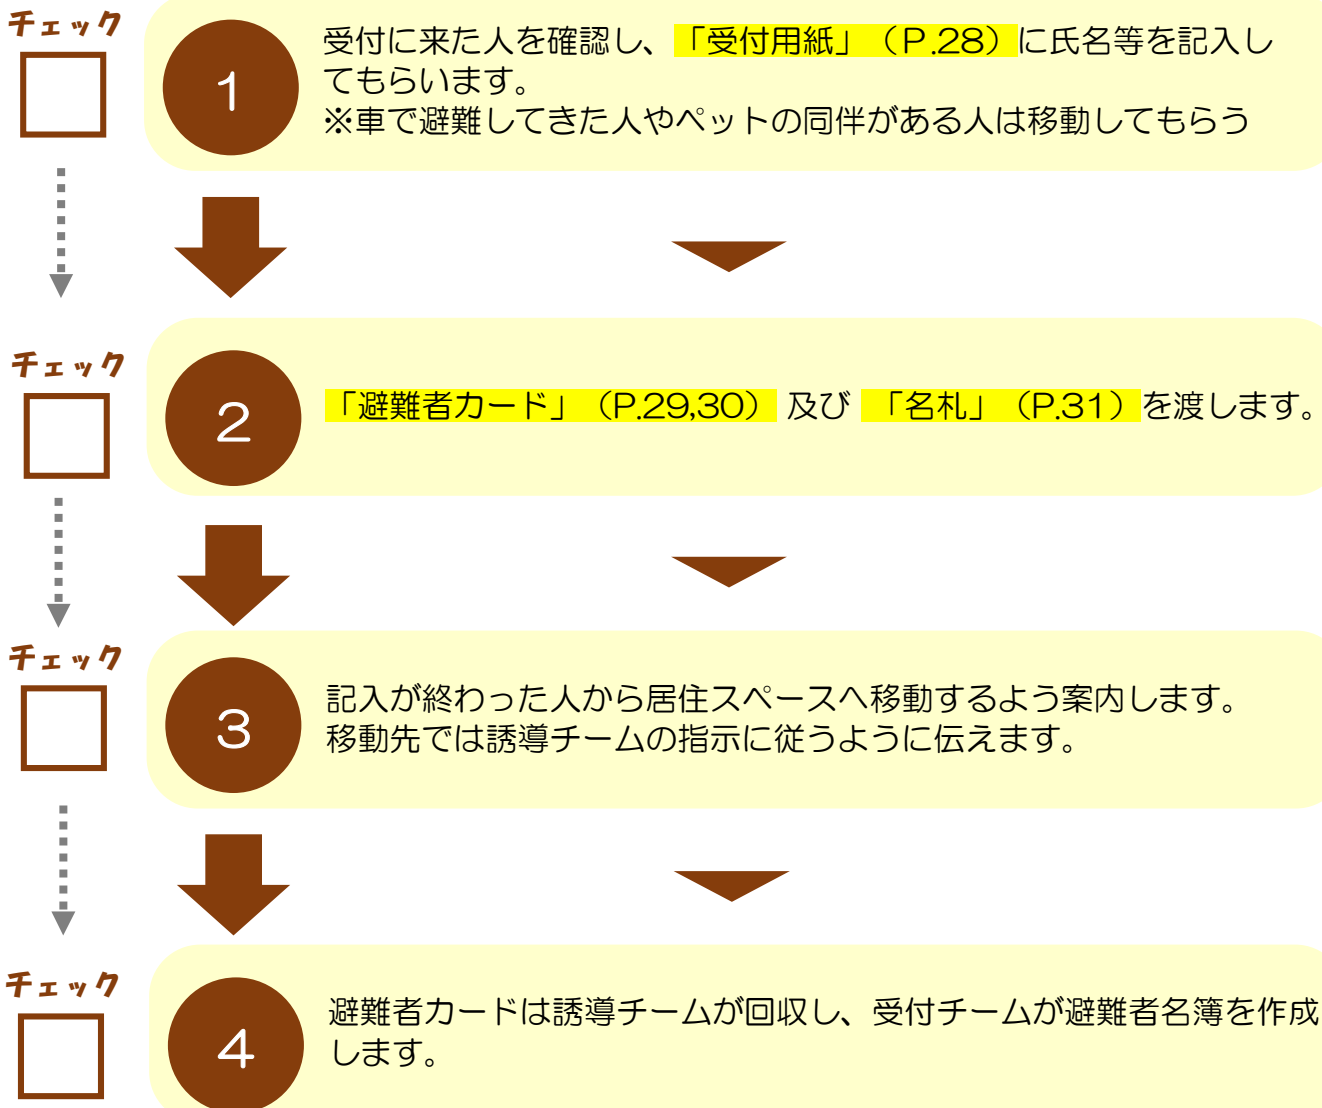 チェック
1
受付に来た人を確認し、「受付用紙」（P.28）に氏名等を記入し
てもらいます。
※車で避難してきた人やペットの同伴がある人は移動してもらう
チェック
2
「避難者カード」（P.29,30）及び「名札」（P.31）を渡します。
チェック
3
記入が終わった人から居住スペースへ移動するよう案内します。
移動先では誘導チームの指示に従うように伝えます。
チェック
4
避難者カードは誘導チームが回収し、受付チームが避難者名簿を作成
します。